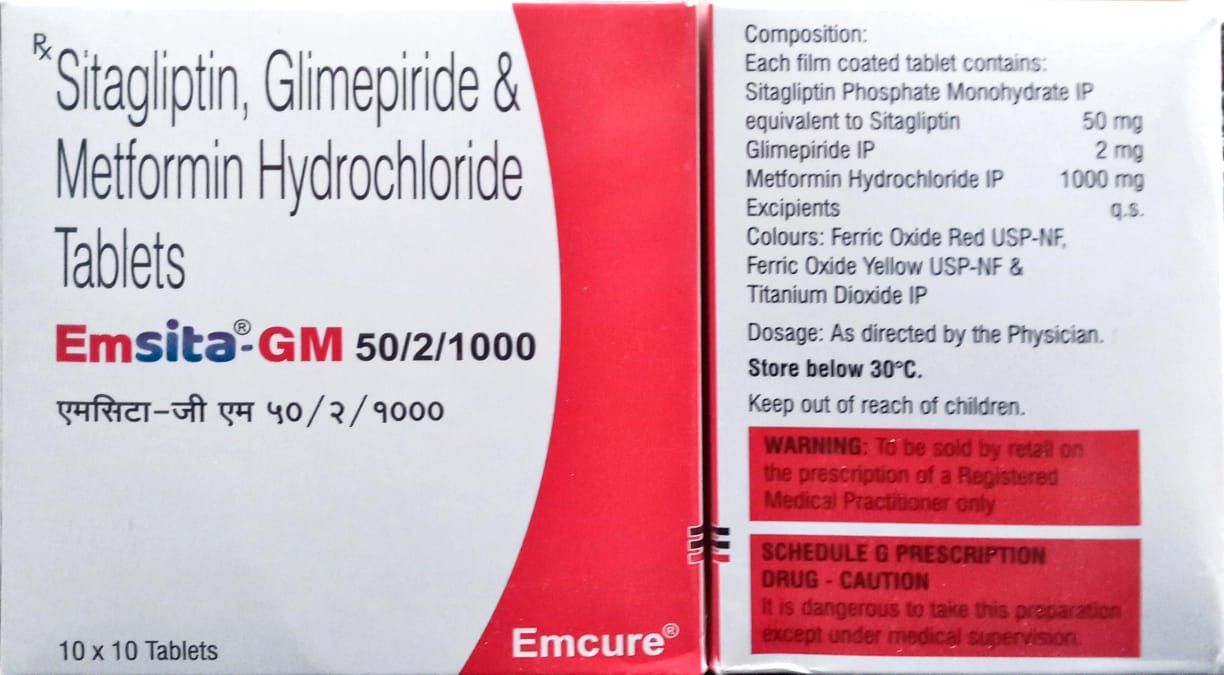 Rx
Sitagliptin, Glimepiride &
Metformin Hydrochloride
Tablets
Emsita®-GM 50/2/1000
एमसिटा-जी एम ५०/२/१०००
10 x 10 Tablets
Emcure®
Composition:
Each film coated tablet contains:
Sitagliptin Phosphate Monohydrate IP
equivalent to Sitagliptin 50 mg
Glimepiride IP 2 mg
Metformin Hydrochloride IP 1000 mg
Excipients q.s.
Colours: Ferric Oxide Red USP-NF,
Ferric Oxide Yellow USP-NF &
Titanium Dioxide IP
Dosage: As directed by the Physician.
Store below 30°C.
Keep out of reach of children.
WARNING: To be sold by retail on
the prescription of a Registered
Medical Practitioner only
SCHEDULE G PRESCRIPTION
DRUG - CAUTION
It is dangerous to take this preparation
except under medical supervision.